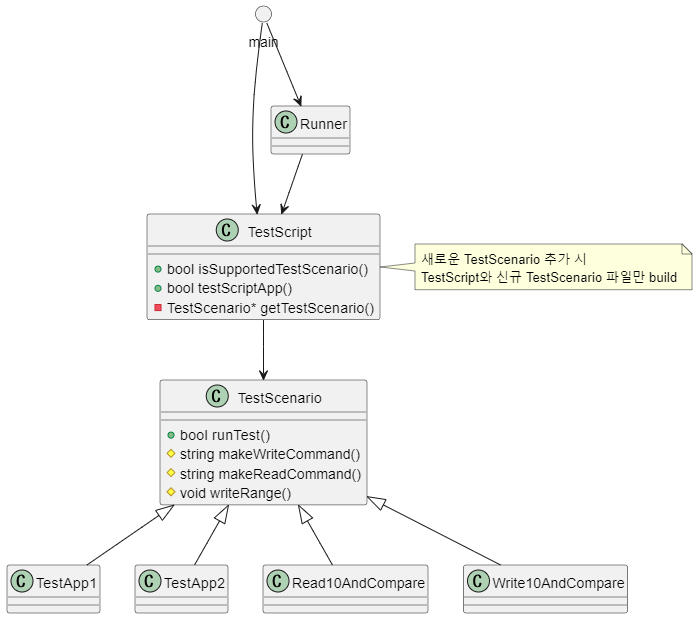 main
C Runner
C TestScript
bool isSupportedTestScenario()
bool testScriptApp()
TestScenario* getTestScenario()
새로운 TestScenario 추가 시
TestScript와 신규 TestScenario 파일만 build
C TestScenario
bool runTest()
string makeWriteCommand()
string makeReadCommand()
void writeRange()
C TestApp1
C TestApp2
C Read10AndCompare
C Write10AndCompare